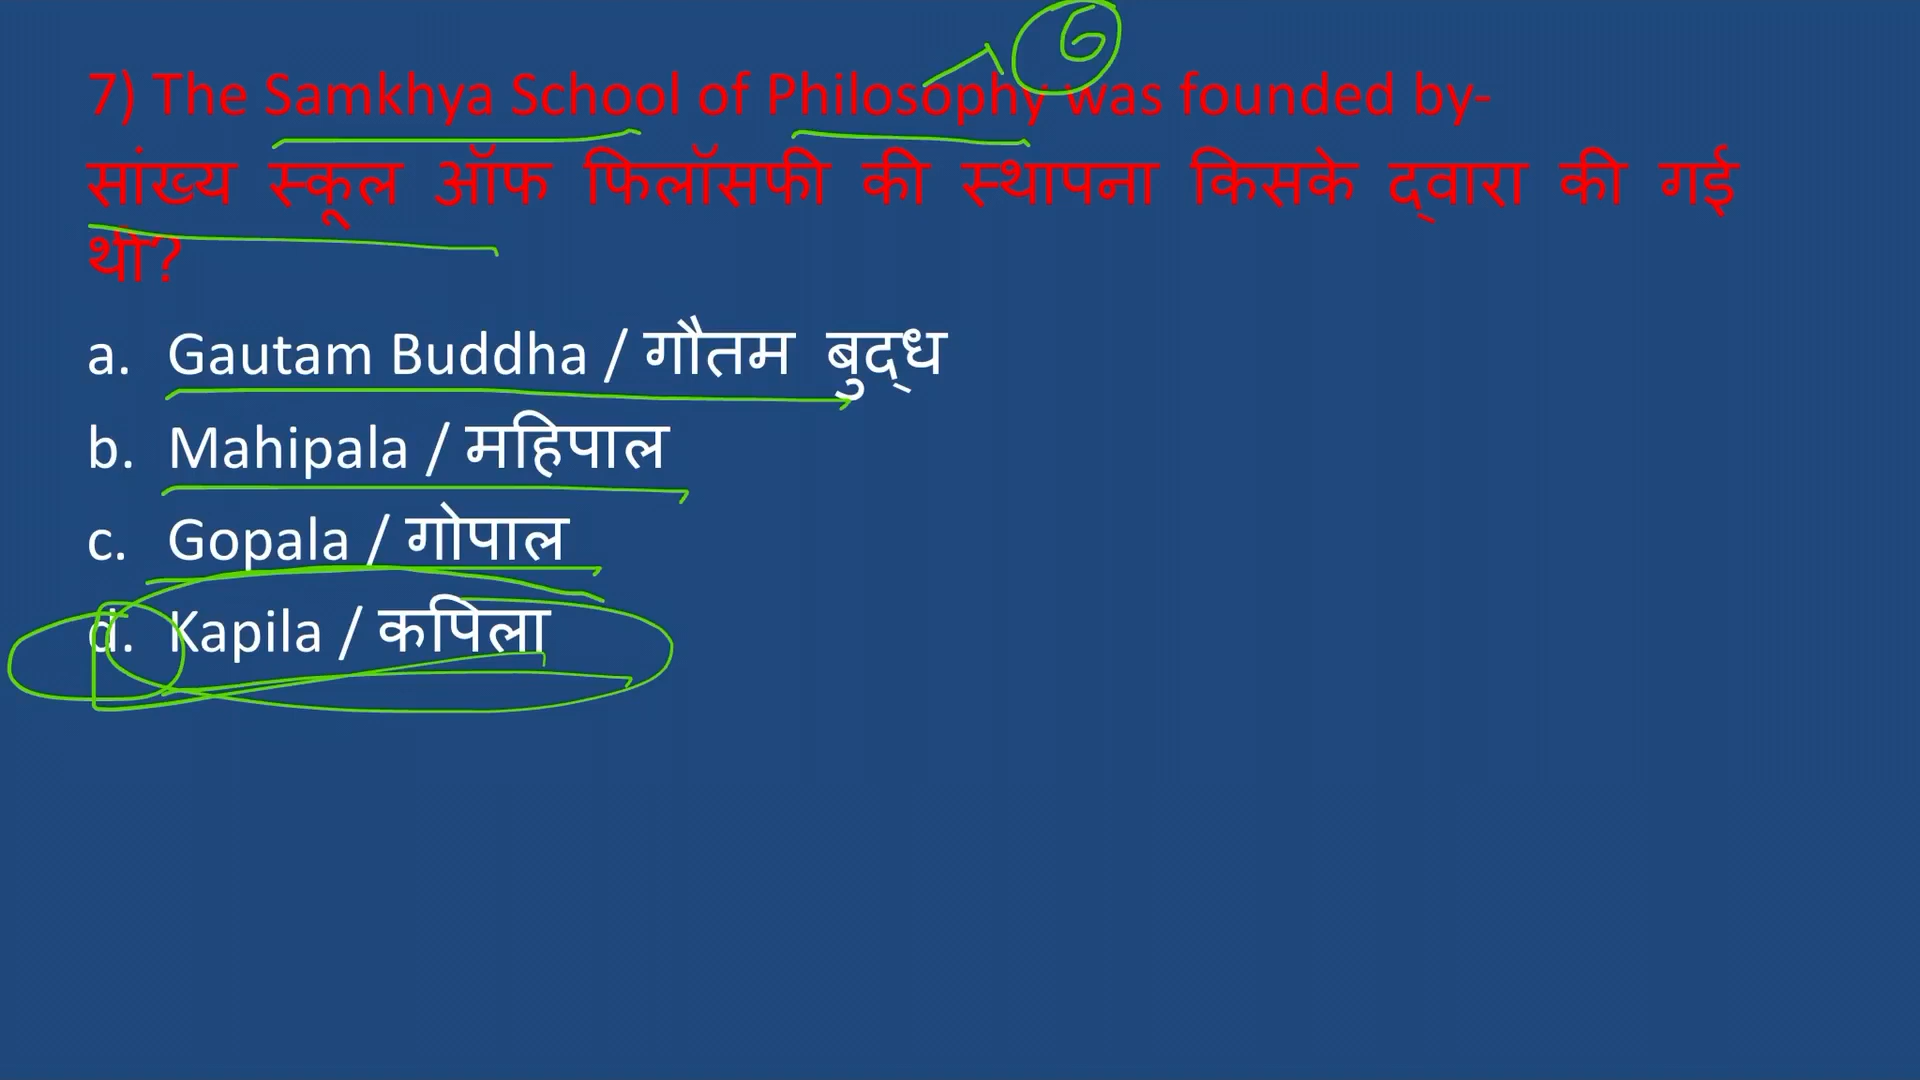 6
7) The Samkhya School of Philosophy was founded by-
सांख्य स्कूल ऑफ फिलॉसफी की स्थापना किसके द्वारा की गई
थी?
a. Gautam Buddha / गौतम बुद्ध
b. Mahipala / महिपाल
c. Gopala / गोपाल
d. Kapila / कपिला